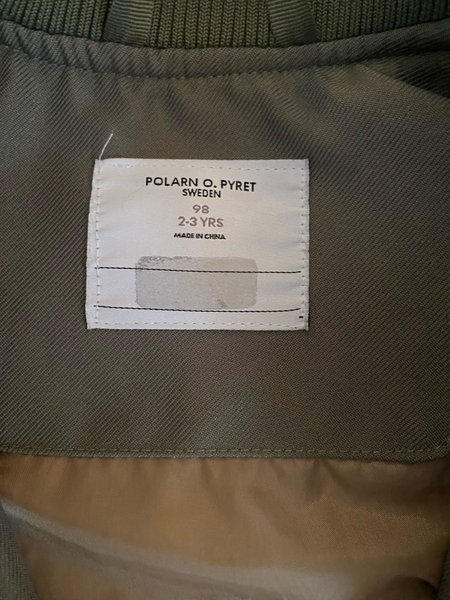 POLARN O. PYRET
SWEDEN
98
2-3 YRS
MADE IN CHINA